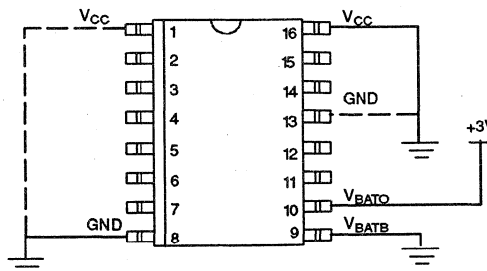 VCC 1 16 VCC
2 15
3 14
4 13 GND
5 12
6 11
7 10 VBATO
GND 8 9 VBATB
+3V